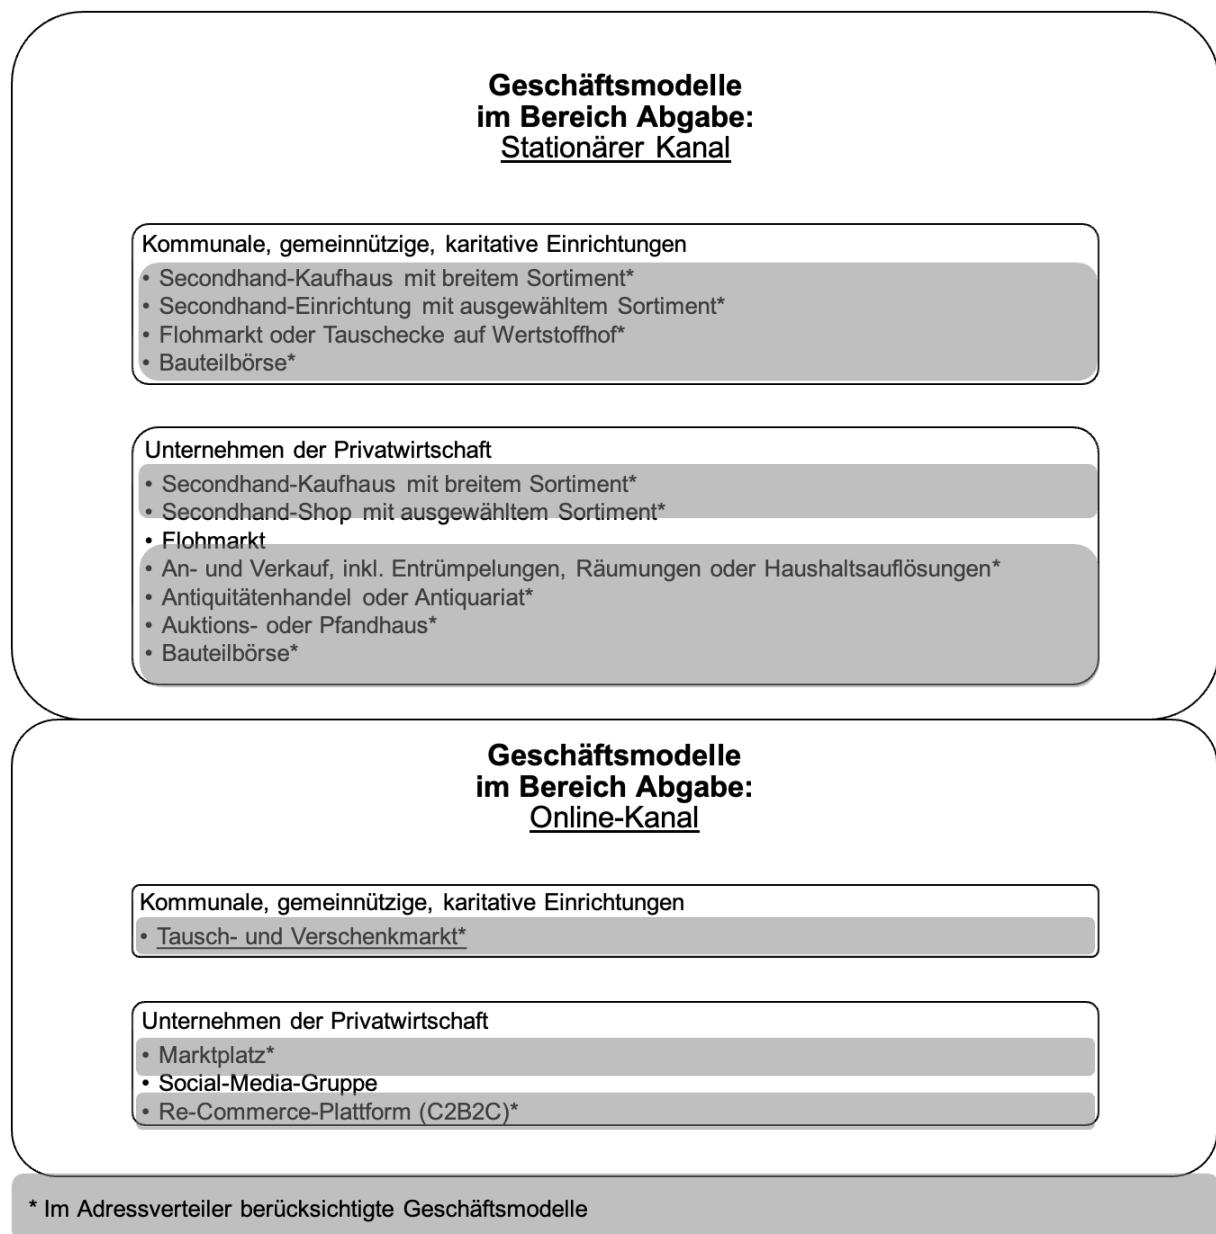 Geschäftsmodelle
im Bereich Abgabe:
Stationärer Kanal
Kommunale, gemeinnützige, karitative Einrichtungen
• Secondhand-Kaufhaus mit breitem Sortiment*
• Secondhand-Einrichtung mit ausgewähltem Sortiment*
• Flohmarkt oder Tauschecke auf Wertstoffhof*
• Bauteilbörse*
Unternehmen der Privatwirtschaft
• Secondhand-Kaufhaus mit breitem Sortiment*
• Secondhand-Shop mit ausgewähltem Sortiment*
• Flohmarkt
• An- und Verkauf, inkl. Entrümpelungen, Räumungen oder Haushaltsauflösungen*
• Antiquitätenhandel oder Antiquariat*
• Auktions- oder Pfandhaus*
• Bauteilbörse*
Geschäftsmodelle
im Bereich Abgabe:
Online-Kanal
Kommunale, gemeinnützige, karitative Einrichtungen
• Tausch- und Verschenkmarkt*
Unternehmen der Privatwirtschaft
• Marktplatz*
• Social-Media-Gruppe
• Re-Commerce-Plattform (C2B2C)*
* Im Adressverteiler berücksichtigte Geschäftsmodelle